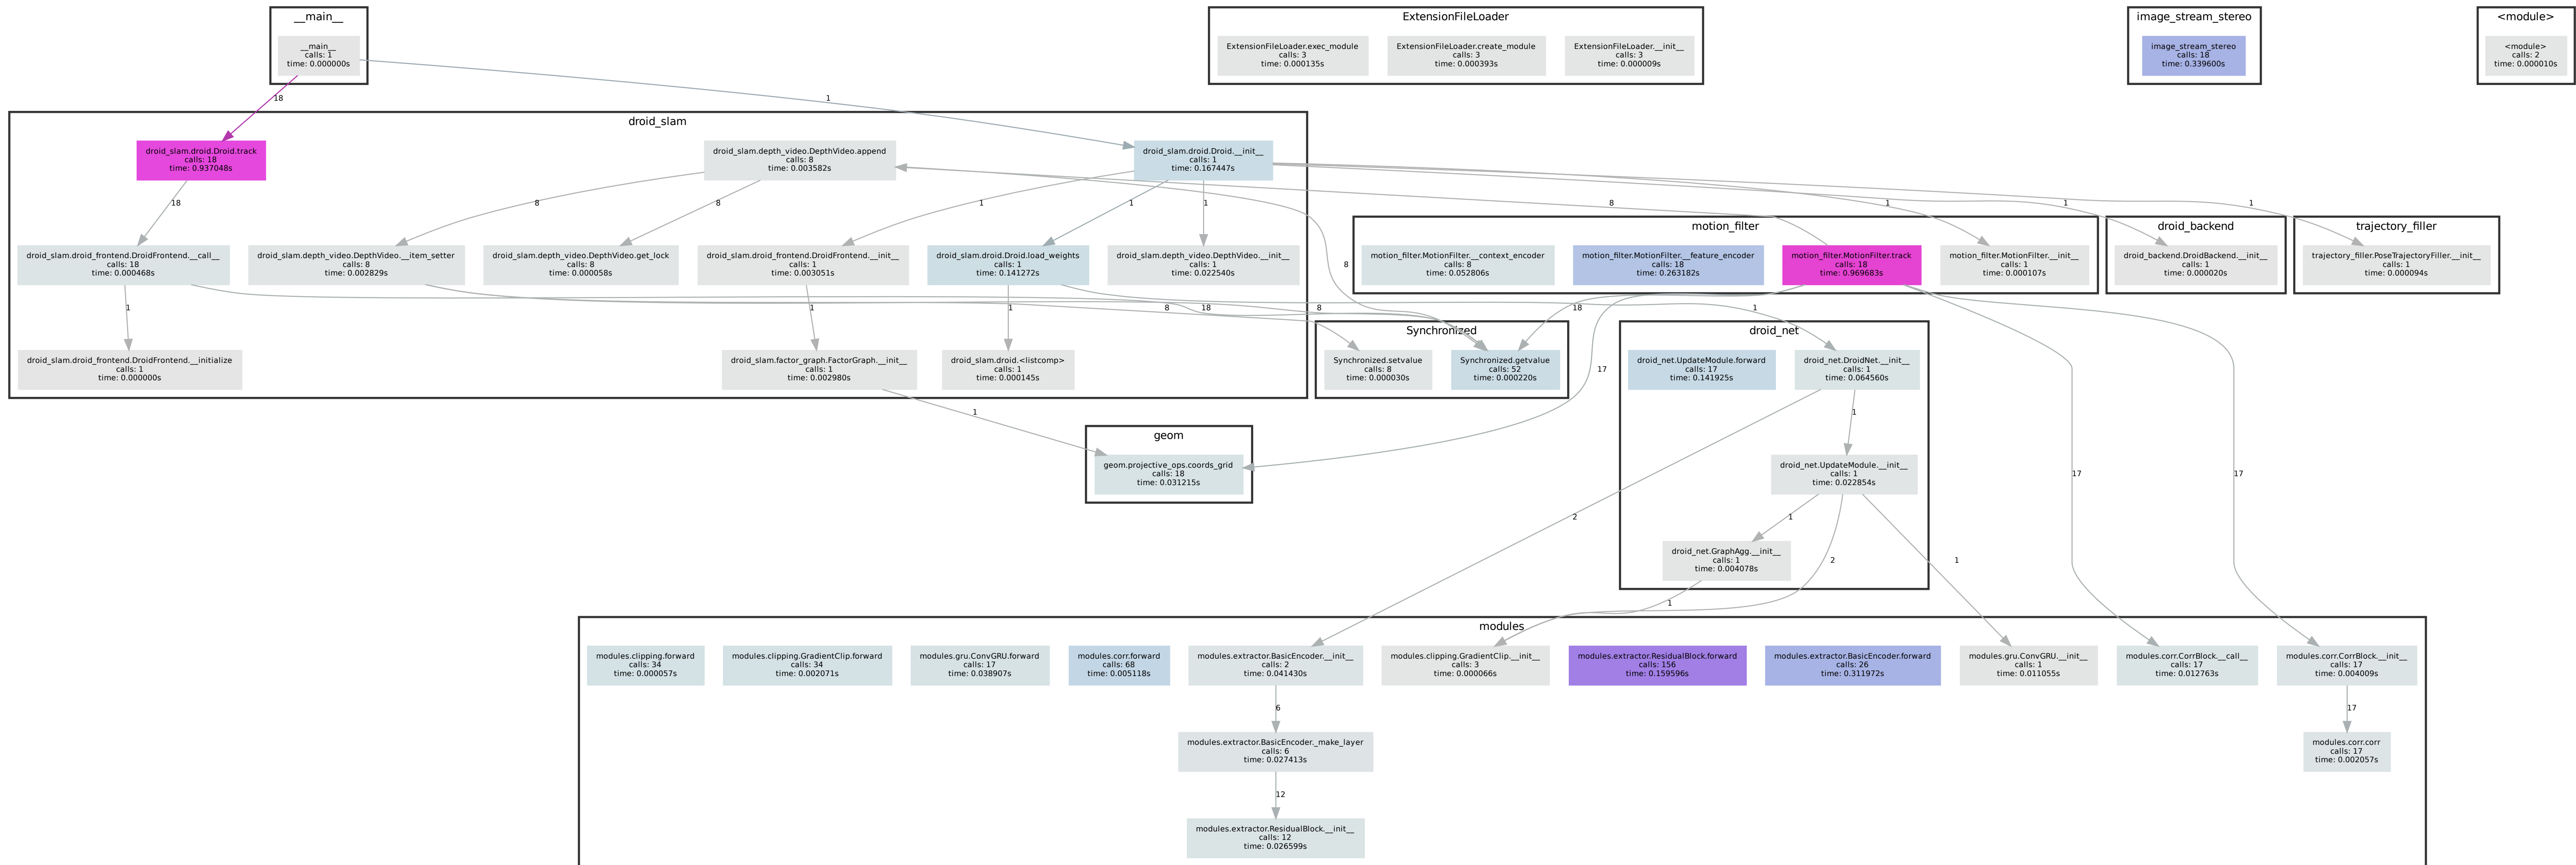 __main__
__main__
calls: 1
time: 0.000000s
ExtensionFileLoader
ExtensionFileLoader.exec_module
calls: 3
time: 0.000135s
ExtensionFileLoader.create_module
calls: 3
time: 0.000393s
ExtensionFileLoader.__init__
calls: 3
time: 0.000009s
image_stream_stereo
image_stream_stereo
calls: 18
time: 0.339600s
<module>
<module>
calls: 2
time: 0.000010s
18
1
droid_slam
droid_slam.droid.Droid.track
calls: 18
time: 0.937048s
droid_slam.depth_video.DepthVideo.append
calls: 8
time: 0.003582s
droid_slam.droid.Droid.__init__
calls: 1
time: 0.167447s
18
8
8
1
1
1
8
1
1
1
droid_slam.droid_frontend.DroidFrontend.__call__
calls: 18
time: 0.000468s
droid_slam.depth_video.DepthVideo.__item_setter
calls: 8
time: 0.002829s
droid_slam.depth_video.DepthVideo.get_lock
calls: 8
time: 0.000058s
droid_slam.droid_frontend.DroidFrontend.__init__
calls: 1
time: 0.003051s
droid_slam.droid.Droid.load_weights
calls: 1
time: 0.141272s
droid_slam.depth_video.DepthVideo.__init__
calls: 1
time: 0.022540s
8
motion_filter
motion_filter.MotionFilter.__context_encoder
calls: 8
time: 0.052806s
motion_filter.MotionFilter.__feature_encoder
calls: 18
time: 0.263182s
motion_filter.MotionFilter.track
calls: 18
time: 0.969683s
motion_filter.MotionFilter.__init__
calls: 1
time: 0.000107s
droid_backend
droid_backend.DroidBackend.__init__
calls: 1
time: 0.000020s
trajectory_filler
trajectory_filler.PoseTrajectoryFiller.__init__
calls: 1
time: 0.000094s
1
1
1
8
18
8
18
1
droid_slam.droid_frontend.DroidFrontend.__initialize
calls: 1
time: 0.000000s
droid_slam.factor_graph.FactorGraph.__init__
calls: 1
time: 0.002980s
droid_slam.droid.<listcomp>
calls: 1
time: 0.000145s
Synchronized
Synchronized.setvalue
calls: 8
time: 0.000030s
Synchronized.getvalue
calls: 52
time: 0.000220s
17
droid_net
droid_net.UpdateModule.forward
calls: 17
time: 0.141925s
droid_net.DroidNet.__init__
calls: 1
time: 0.064560s
1
1
geom
geom.projective_ops.coords_grid
calls: 18
time: 0.031215s
droid_net.UpdateModule.__init__
calls: 1
time: 0.022854s
17
17
2
1
droid_net.GraphAgg.__init__
calls: 1
time: 0.004078s
2
1
1
modules
modules.clipping.forward
calls: 34
time: 0.000057s
modules.clipping.GradientClip.forward
calls: 34
time: 0.002071s
modules.gru.ConvGRU.forward
calls: 17
time: 0.038907s
modules.corr.forward
calls: 68
time: 0.005118s
modules.extractor.BasicEncoder.__init__
calls: 2
time: 0.041430s
modules.clipping.GradientClip.__init__
calls: 3
time: 0.000066s
modules.extractor.ResidualBlock.forward
calls: 156
time: 0.159596s
modules.extractor.BasicEncoder.forward
calls: 26
time: 0.311972s
modules.gru.ConvGRU.__init__
calls: 1
time: 0.011055s
modules.corr.CorrBlock.__call__
calls: 17
time: 0.012763s
modules.corr.CorrBlock.__init__
calls: 17
time: 0.004009s
6
17
modules.extractor.BasicEncoder._make_layer
calls: 6
time: 0.027413s
modules.corr.corr
calls: 17
time: 0.002057s
12
modules.extractor.ResidualBlock.__init__
calls: 12
time: 0.026599s